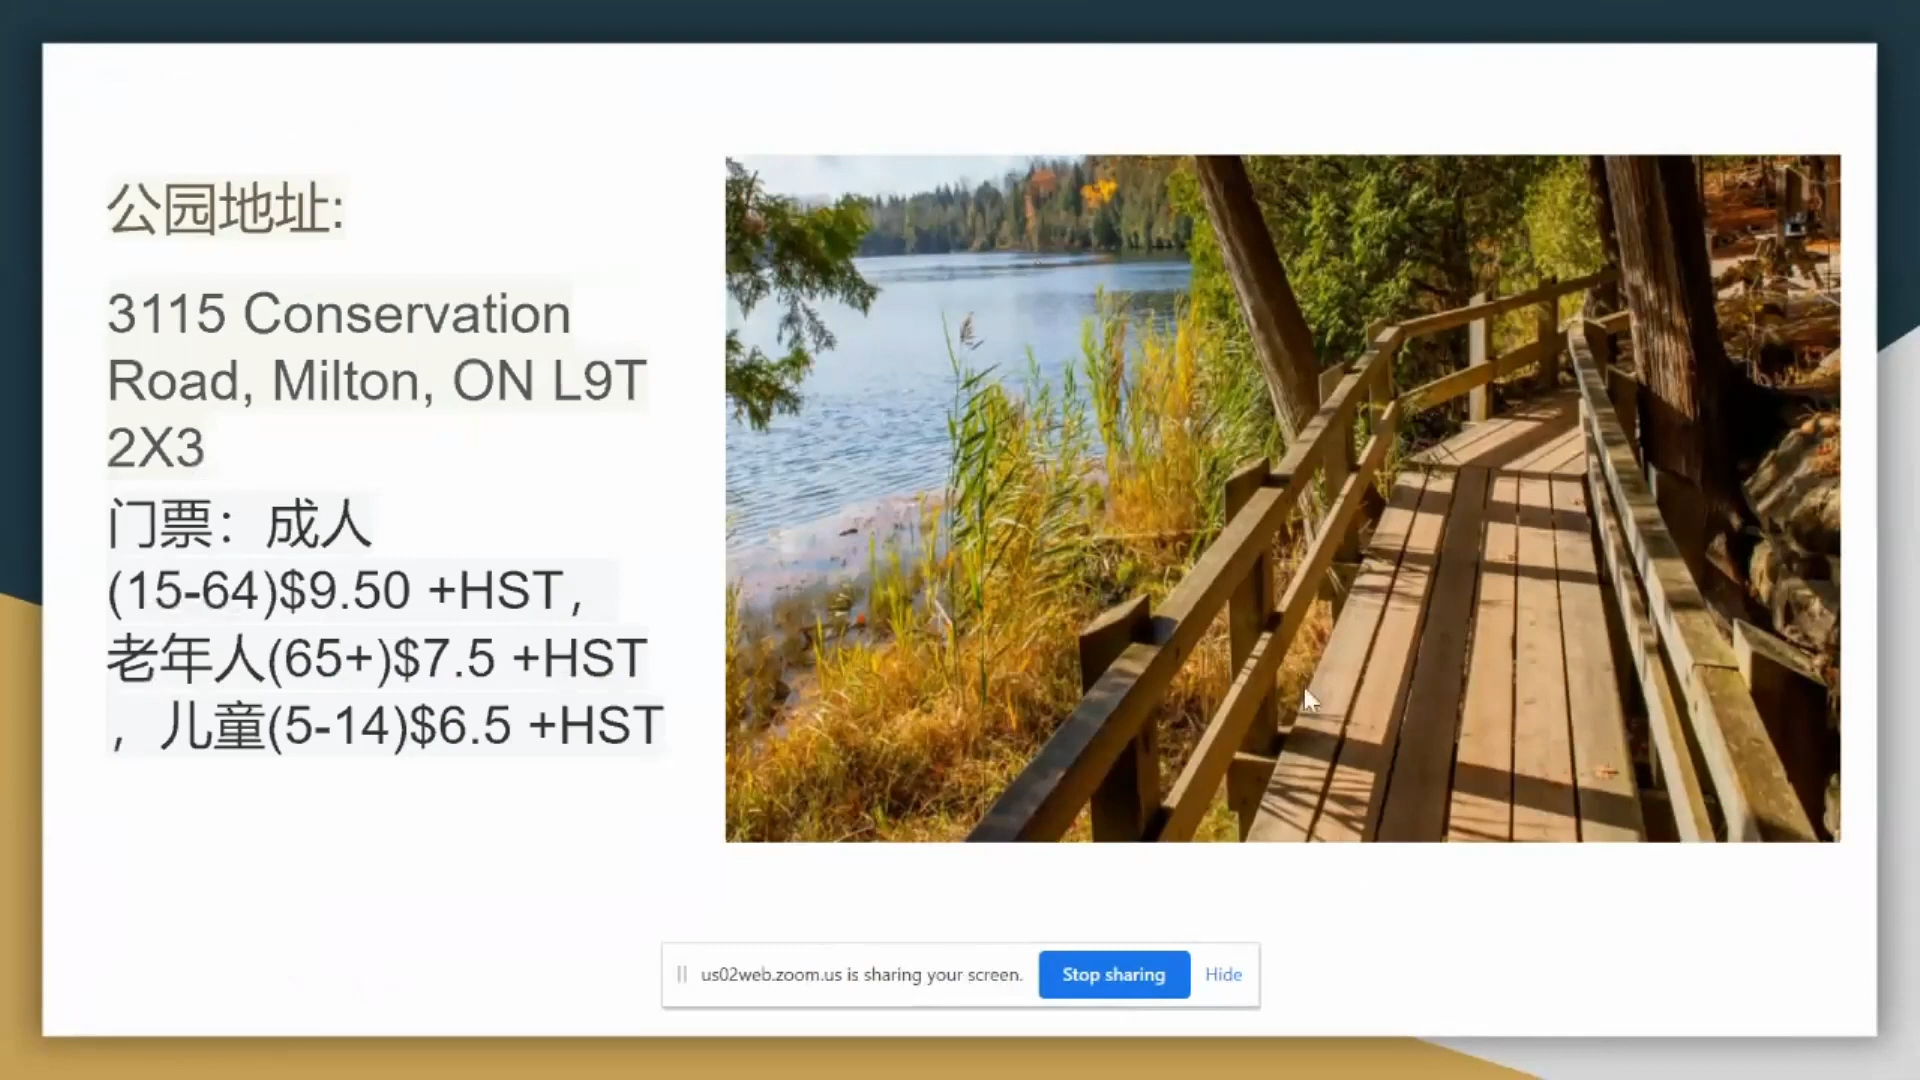 公园地址:
3115 Conservation
Road, Milton, ON L9T
2X3
门票：成人
(15-64)$9.50 +HST，
老年人(65+)$7.5 +HST
，儿童(5-14)$6.5 +HST
us02web.zoom.us is sharing your screen.
Stop sharing
Hide